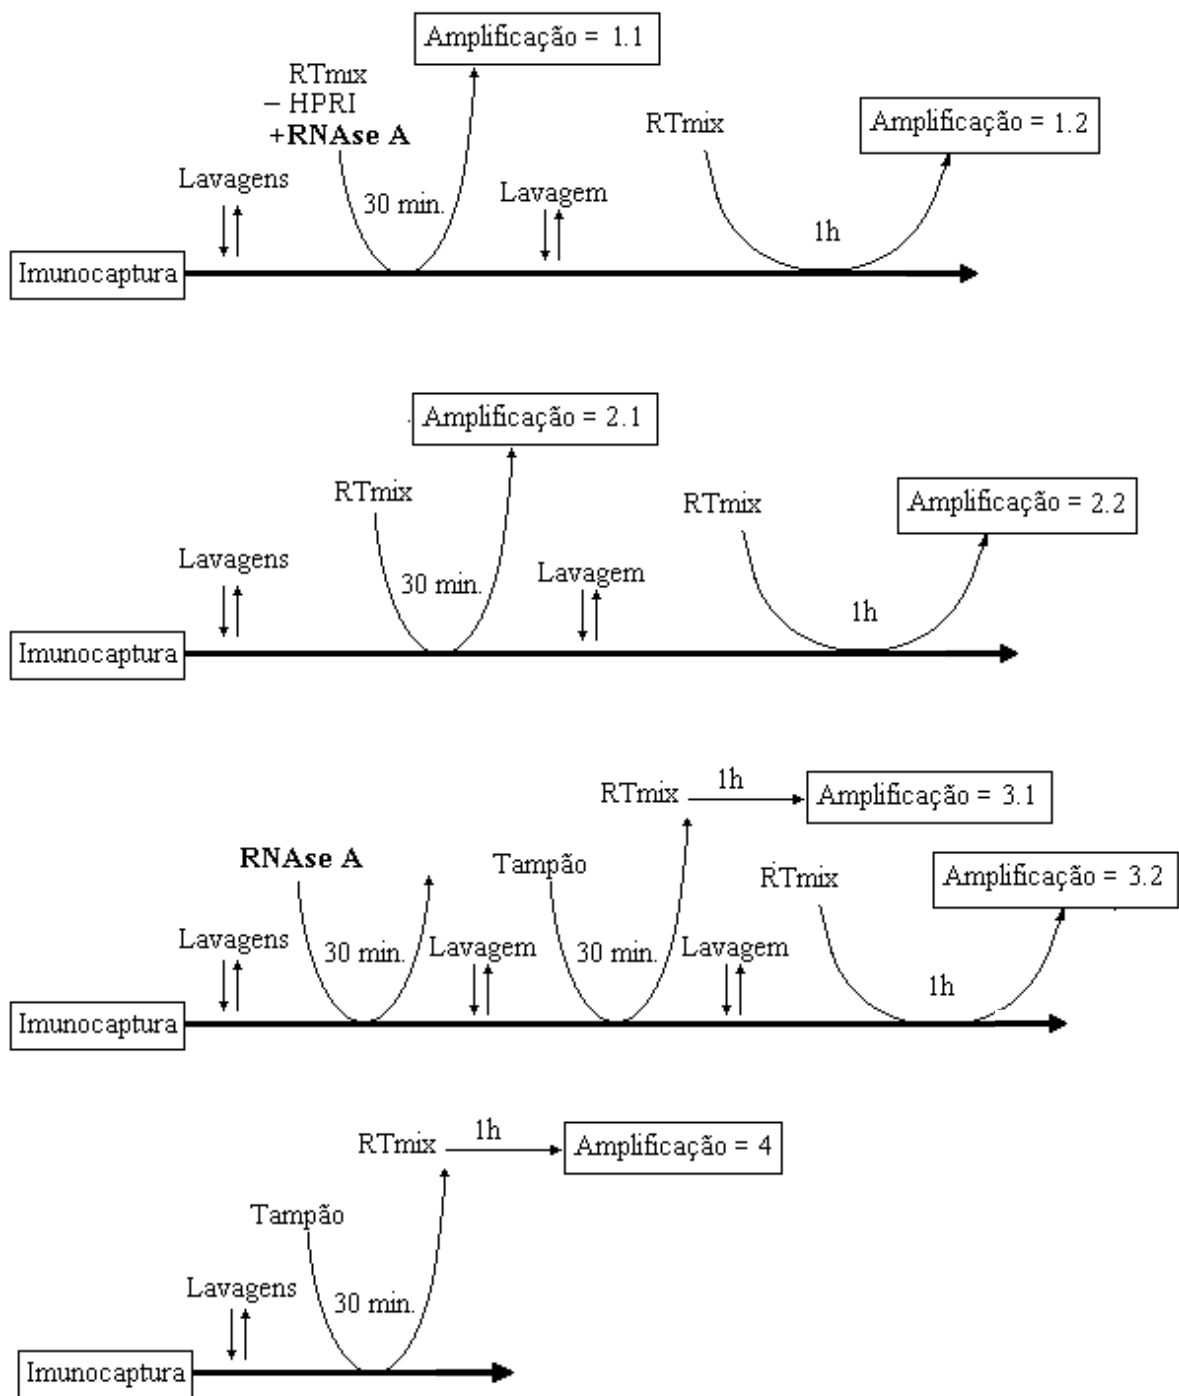 Amplificação = 1.1
RTmix
– HPRI
+RNAse A
RTmix
Amplificação = 1.2
Lavagens
30 min.
Lavagem
1h
Imunocaptura
Amplificação = 2.1
RTmix
RTmix
Amplificação = 2.2
Lavagens
30 min.
Lavagem
1h
Imunocaptura
RTmix
1h
Amplificação = 3.1
RNAse A
Tampão
RTmix
Amplificação = 3.2
Lavagens
30 min.
Lavagem
30 min.
Lavagem
1h
Imunocaptura
RTmix
1h
Amplificação = 4
Tampão
Lavagens
30 min.
Imunocaptura